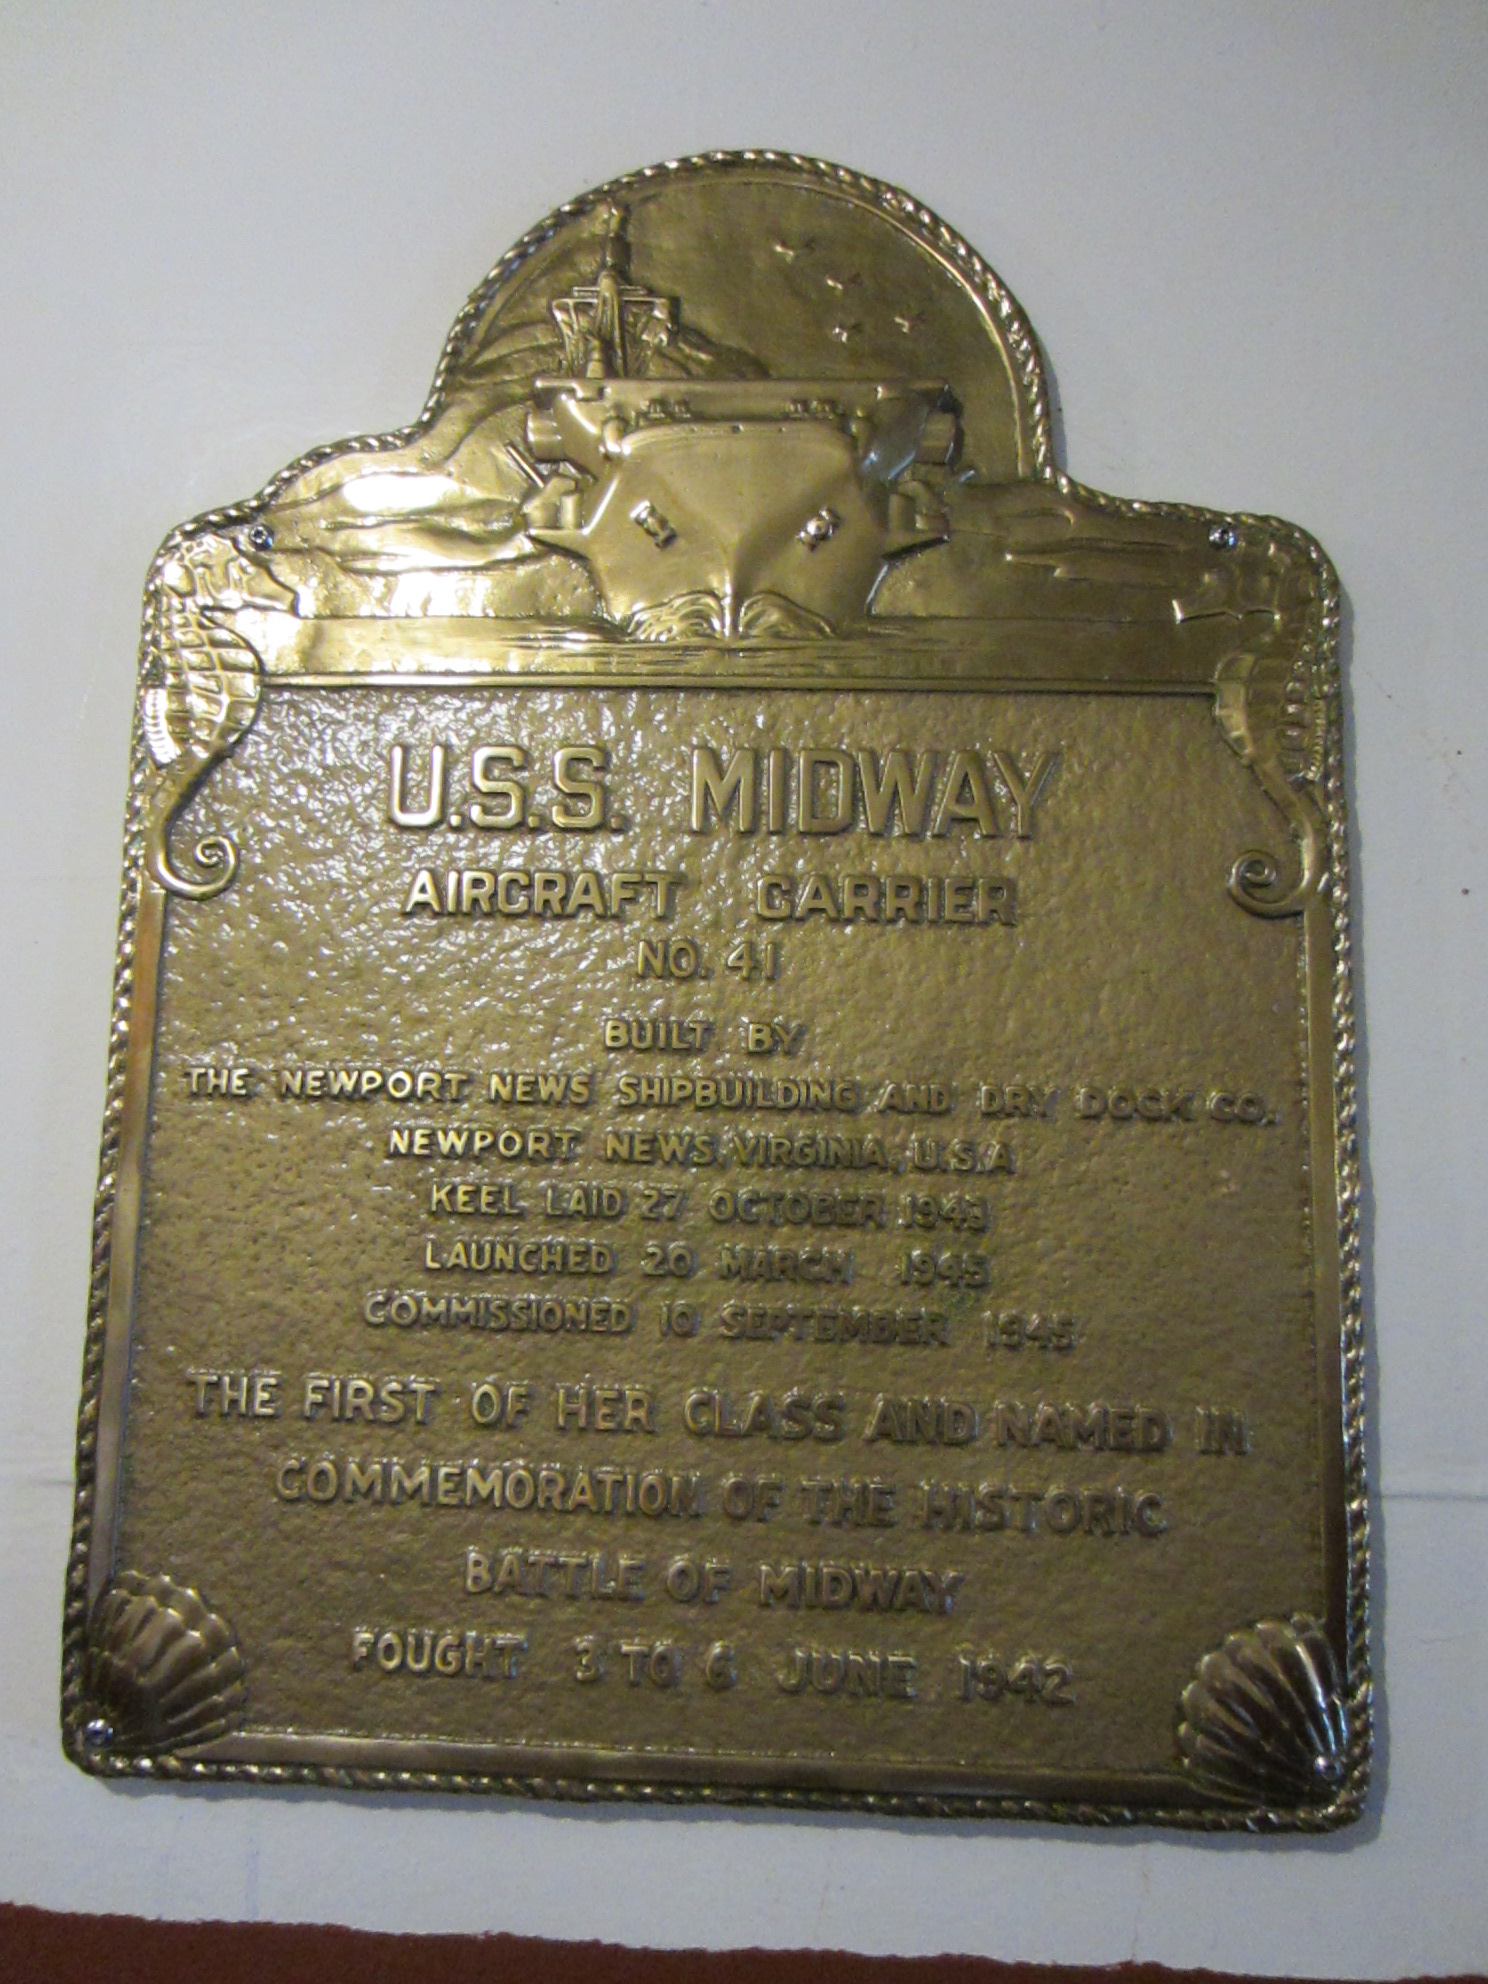 U.S.S. MIDWAY
AIRCRAFT CARRIER
NO. 41
BUILT BY
THE NEWPORT NEWS SHIPBUILDING AND DRY DOCK CO.
NEWPORT NEWS, VIRGINIA, U.S.A
KEEL LAID 27 OCTOBER 1943
LAUNCHED 20 MARCH 1945
COMMISSIONED 10 SEPTEMBER 1945
THE FIRST OF HER CLASS AND NAMED IN
COMMEMORATION OF THE HISTORIC
BATTLE OF MIDWAY
FOUGHT 3 TO 6 JUNE 1942